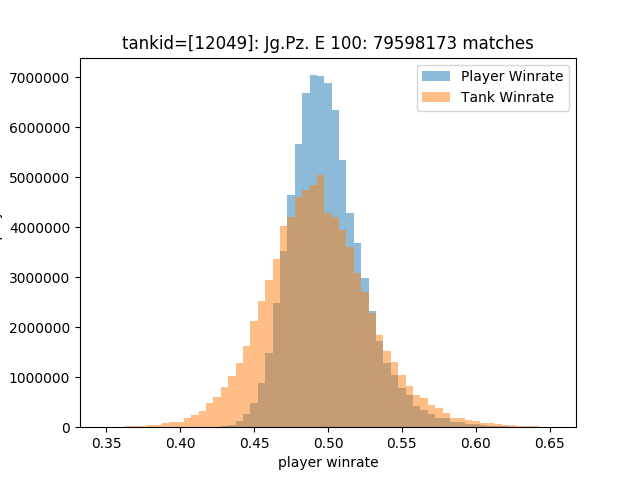 tankid=[12049]: Jg.Pz. E 100: 79598173 matches
Player Winrate
Tank Winrate
7000000
6000000
5000000
4000000
3000000
2000000
1000000
0
0.35 0.40 0.45 0.50 0.55 0.60 0.65
player winrate